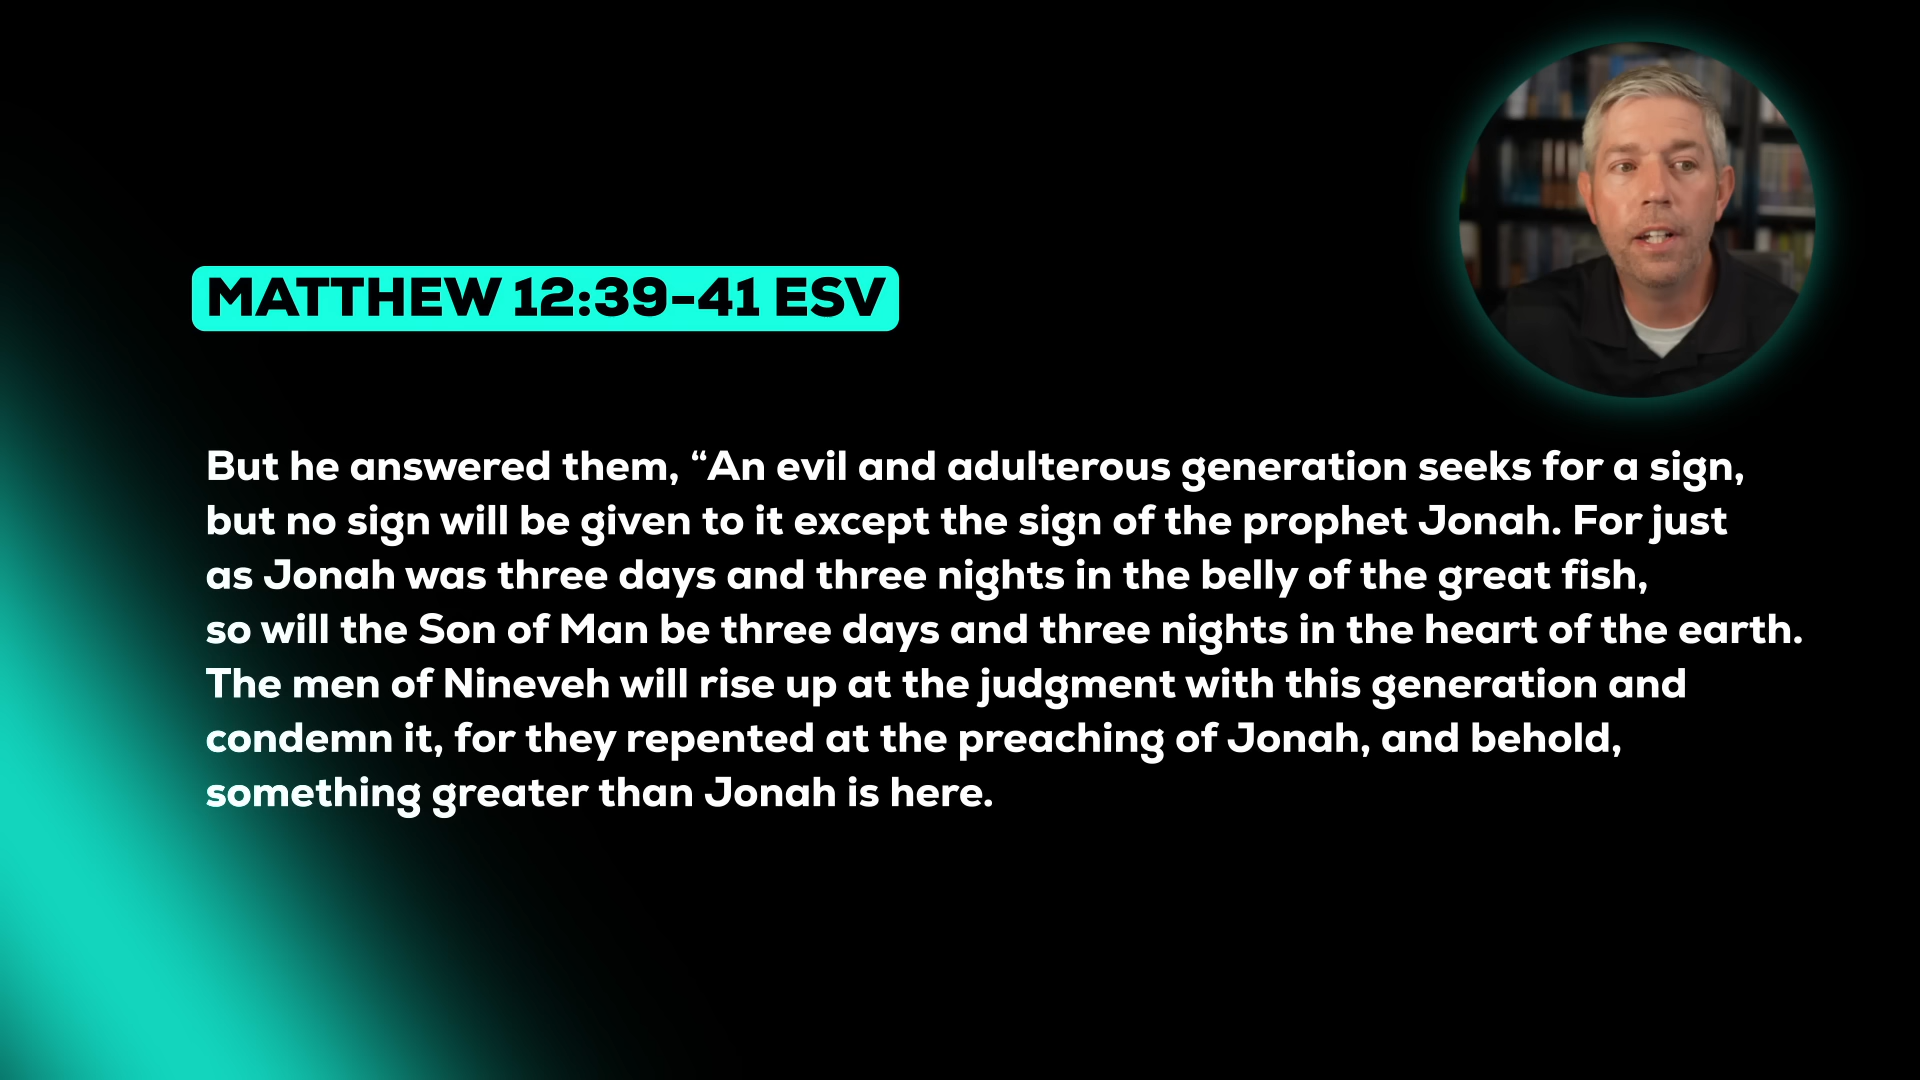 MATTHEW 12:39-41 ESV
But he answered them, “An evil and adulterous generation seeks for a sign,
but no sign will be given to it except the sign of the prophet Jonah. For just
as Jonah was three days and three nights in the belly of the great fish,
so will the Son of Man be three days and three nights in the heart of the earth.
The men of Nineveh will rise up at the judgment with this generation and
condemn it, for they repented at the preaching of Jonah, and behold,
something greater than Jonah is here.